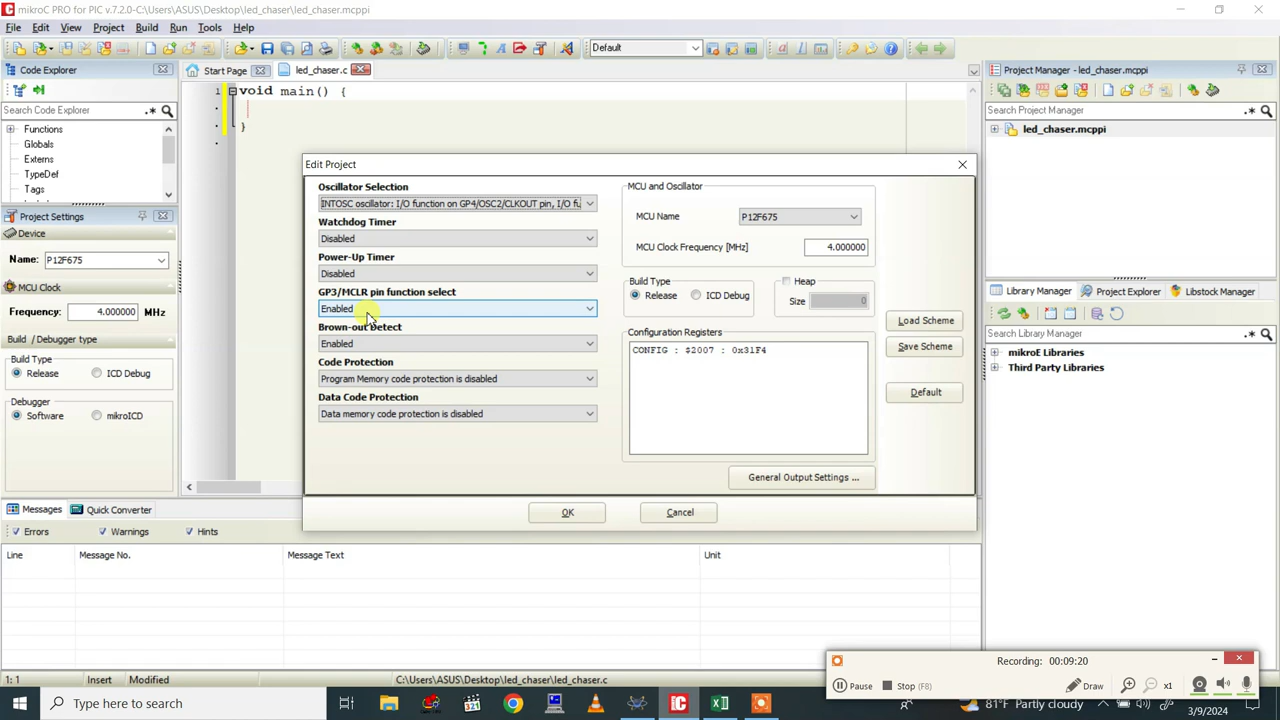 mikroC PRO for PIC v.7.2.0-C:\Users\ASUS\Desktop\led_chaser\led_chaser.mcppi
File Edit View Project Build Run Tools Help
Default
Code Explorer
Start Page
led_chaser.c
Project Manager - led_chaser.mcppi
Search Code Explorer
Functions
Globals
Externs
TypeDef
Tags
1 void main() {
}
Search Project Manager
led_chaser.mcppi
Project Settings
Device
Name: P12F675
MCU Clock
Frequency: 4.000000 MHz
Build / Debugger type
Build Type
Release ICD Debug
Debugger
Software mikroICD
Edit Project
Oscillator Selection
INTOSC oscillator: I/O function on GP4/OSC2/CLKOUT pin, I/O fu
Watchdog Timer
Disabled
Power-Up Timer
Disabled
GP3/MCLR pin function select
Enabled
Brown-out Detect
Enabled
Code Protection
Program Memory code protection is disabled
Data Code Protection
Data memory code protection is disabled
MCU and Oscillator
MCU Name P12F675
MCU Clock Frequency [MHz] 4.000000
Build Type
Release ICD Debug
Heap
Size 0
Configuration Registers
CONFIG : $2007 : 0x31F4
Load Scheme
Save Scheme
Default
General Output Settings ...
OK Cancel
Library Manager Project Explorer Libstock Manager
Search Library Manager
mikroE Libraries
Third Party Libraries
Messages Quick Converter
Errors Warnings Hints
Line Message No. Message Text Unit
1: 1 Insert Modified C:\Users\ASUS\Desktop\led_chaser\led_chaser.c
Recording: 00:09:20
Pause Stop (F8) Draw x1
Type here to search
81°F Partly cloudy
3/9/2024